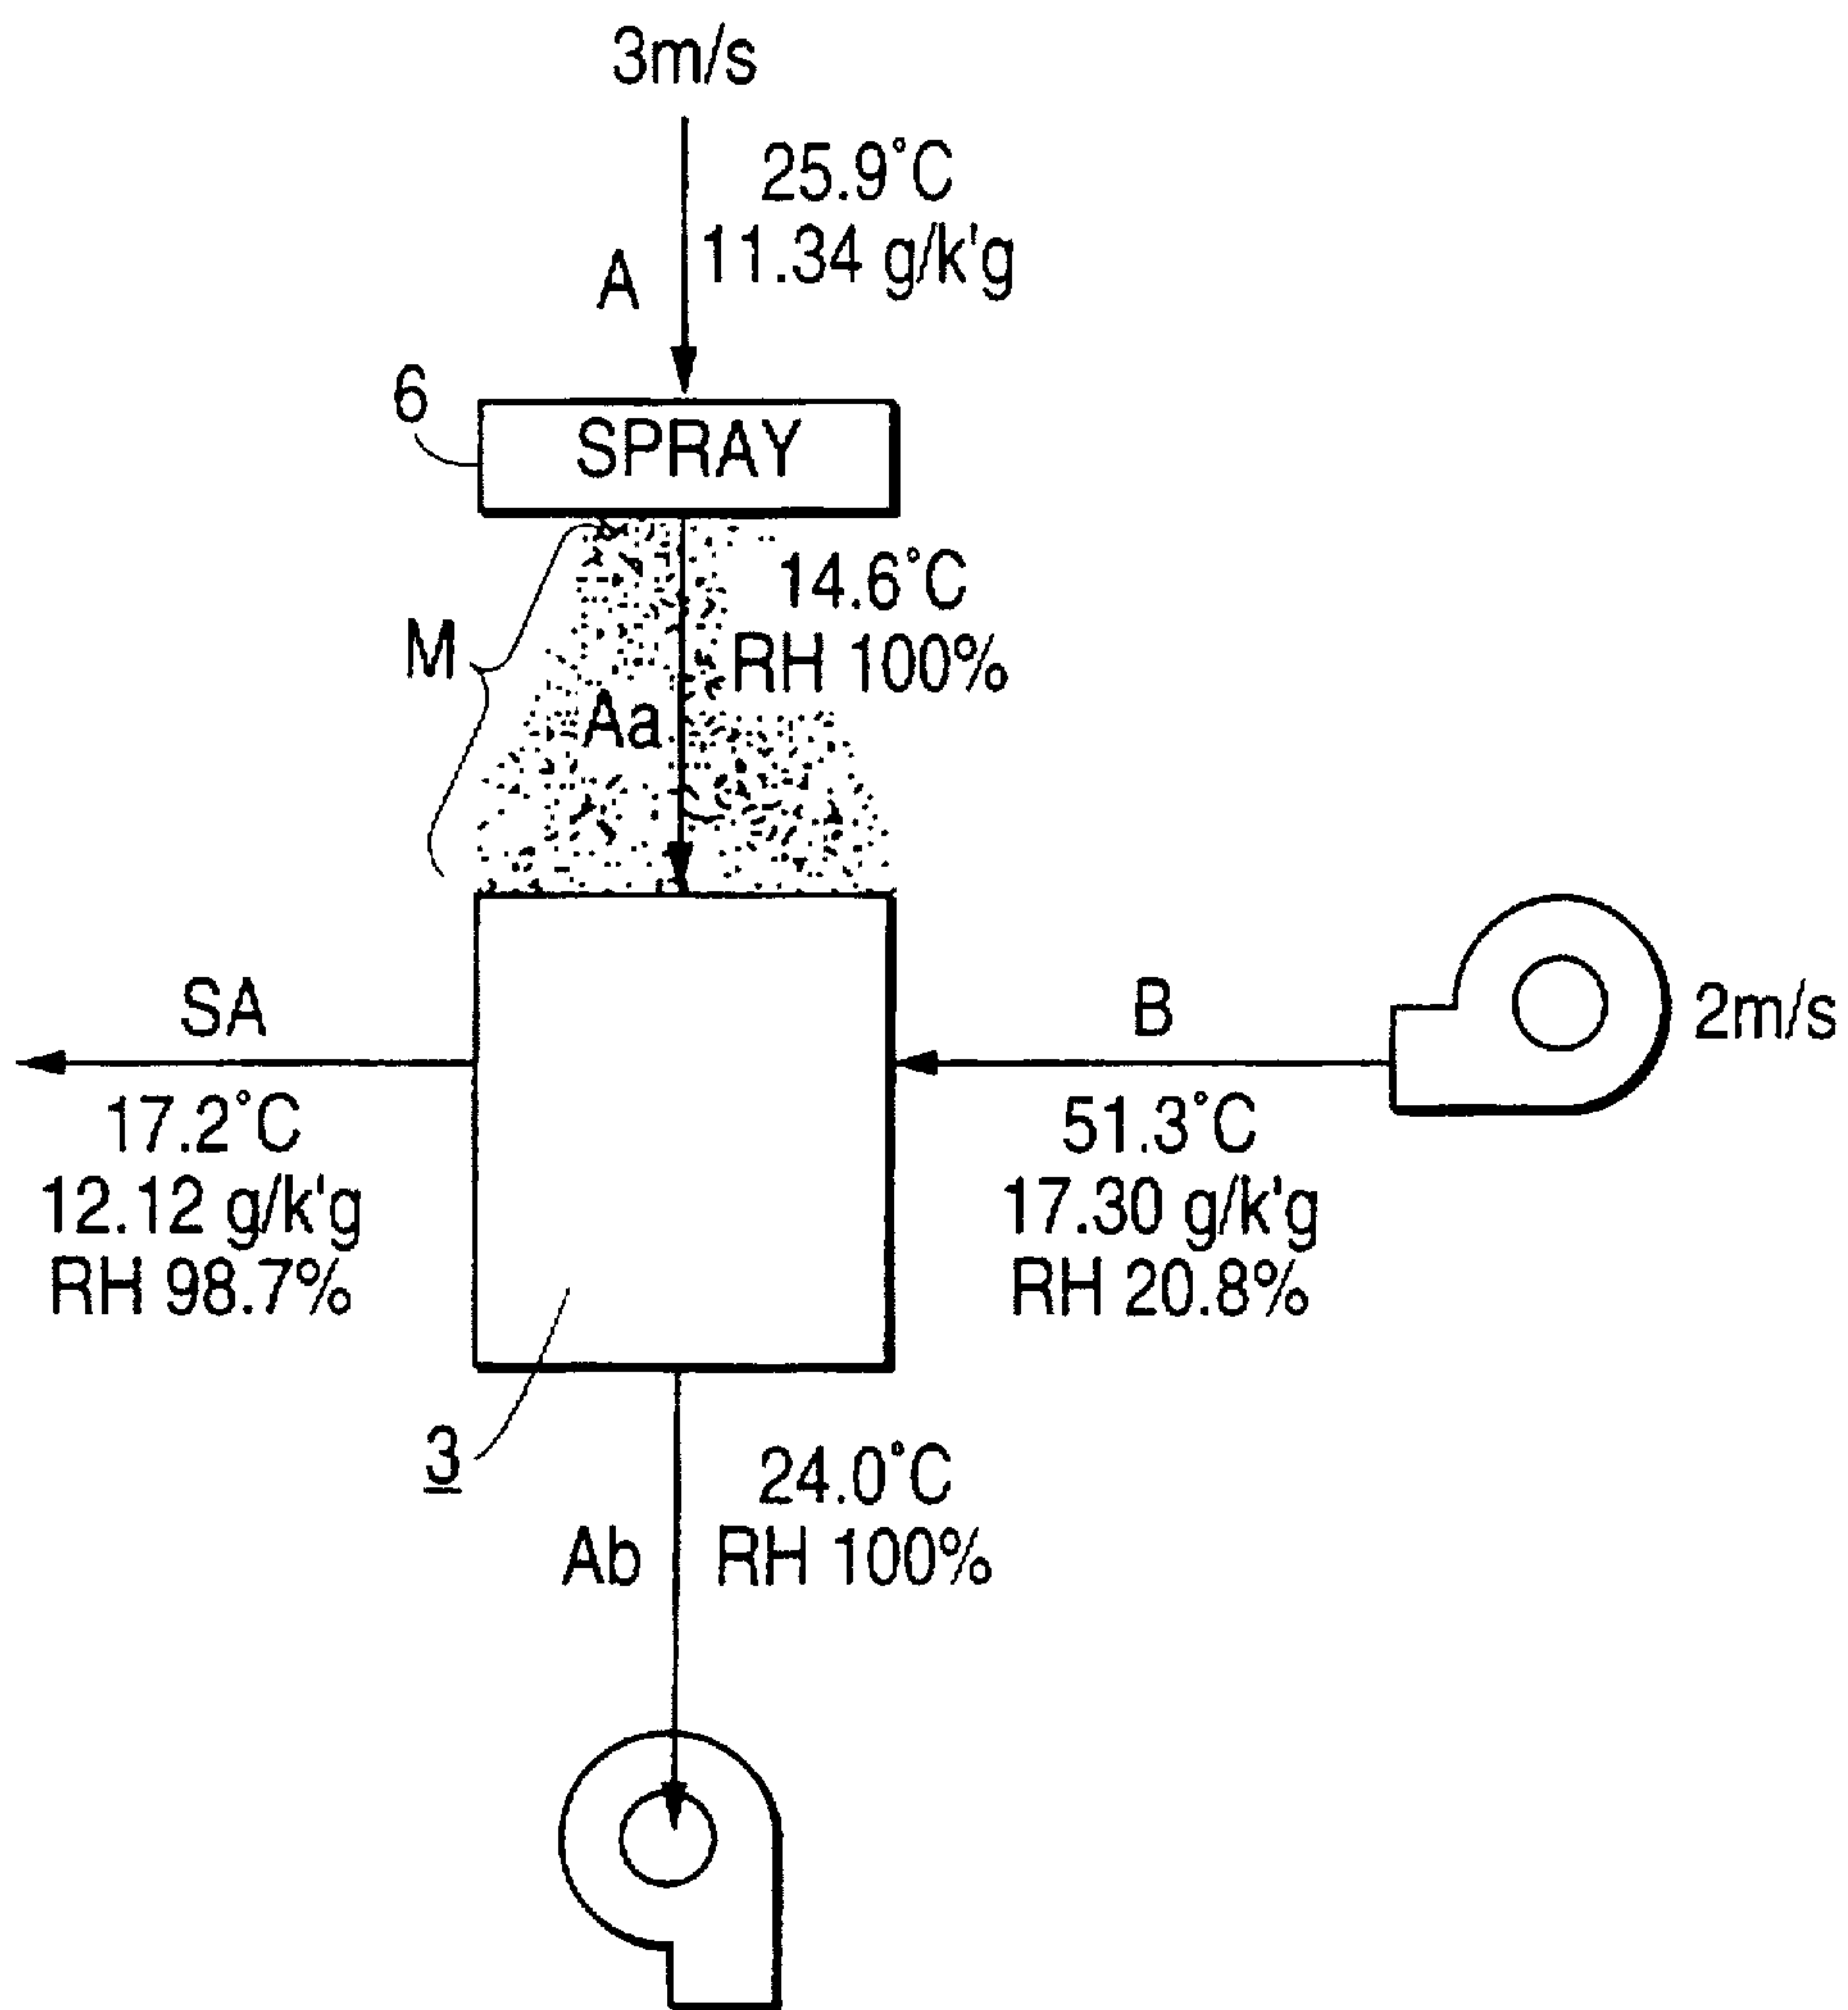 3m/s
25.9°C
11.34 g/k'g
A
6
SPRAY
14.6°C
RH 100%
M
Aa
SA
17.2°C
12.12 g/k'g
RH 98.7%
B
2m/s
51.3°C
17.30 g/k'g
RH 20.8%
3
24.0°C
RH 100%
Ab